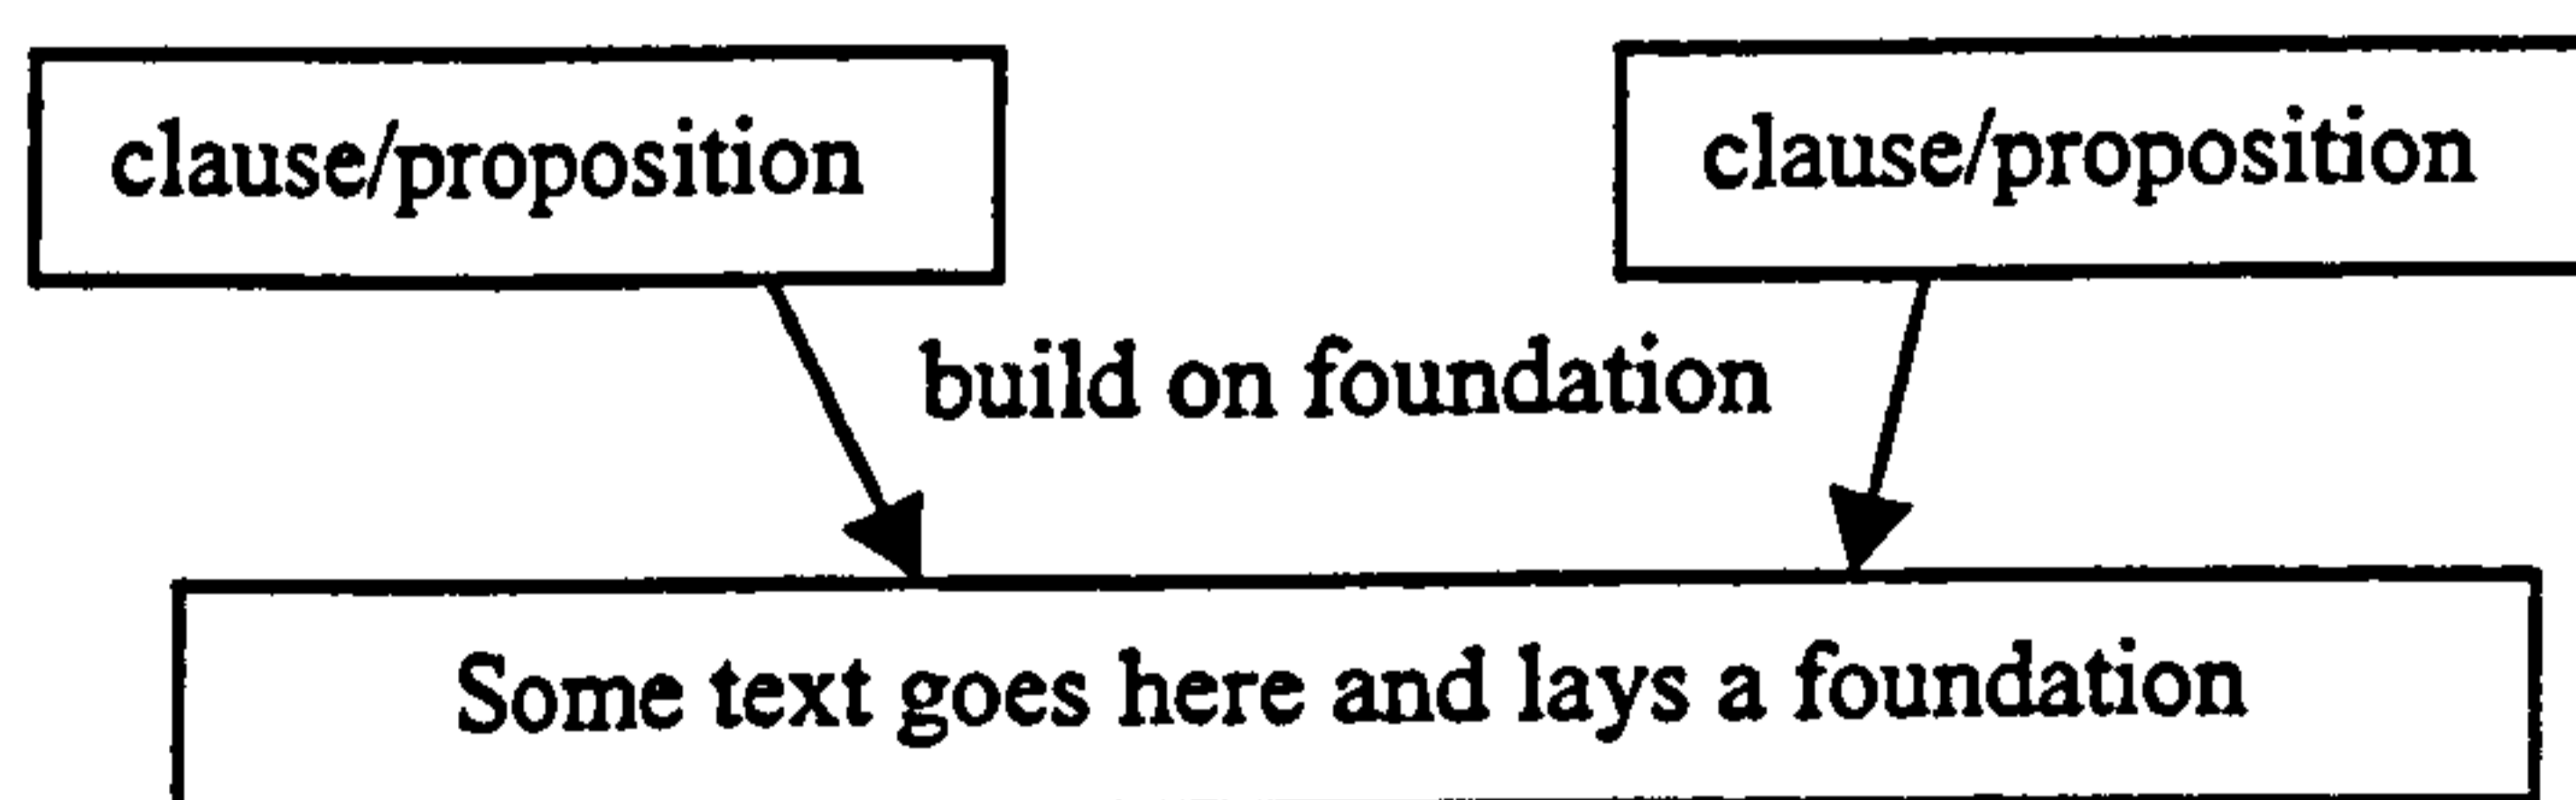 clause/proposition
clause/proposition
build on foundation
Some text goes here and lays a foundation